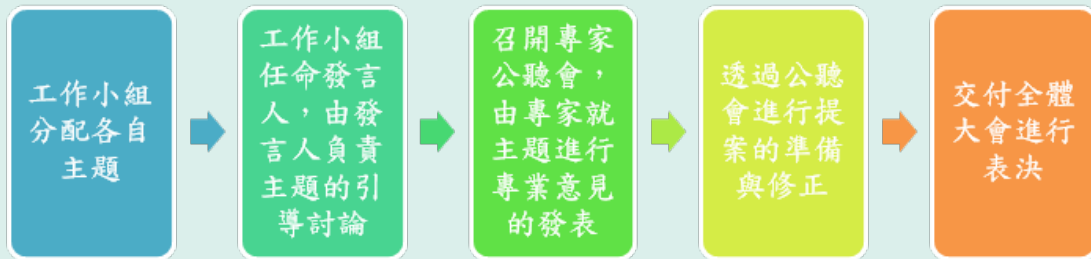 工作小組
分配各自
主題
工作小組
任命發言
人，由發
言人負責
主題的引
導討論
召開專家
公聽會，
由專家就
主題進行
專業意見
的發表
透過公聽
會進行提
案的準備
與修正
交付全體
大會進行
表決